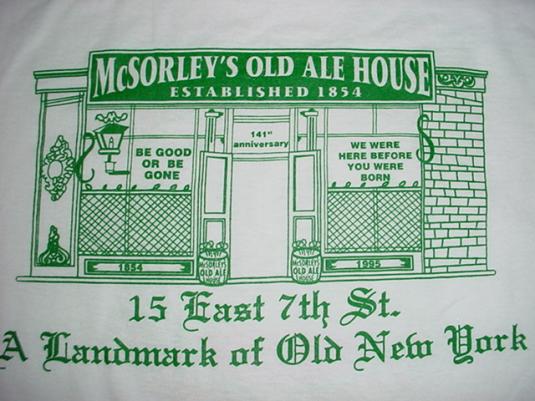 McSORLEY'S OLD ALE HOUSE
ESTABLISHED 1854
141st
anniversary
BE GOOD
OR BE
GONE
WE WERE
HERE BEFORE
YOU WERE
BORN
McSORLEY'S
OLD ALE
HOUSE
McSORLEY'S
OLD ALE
HOUSE
1854
1995
15 East 7th St.
A Landmark of Old New York